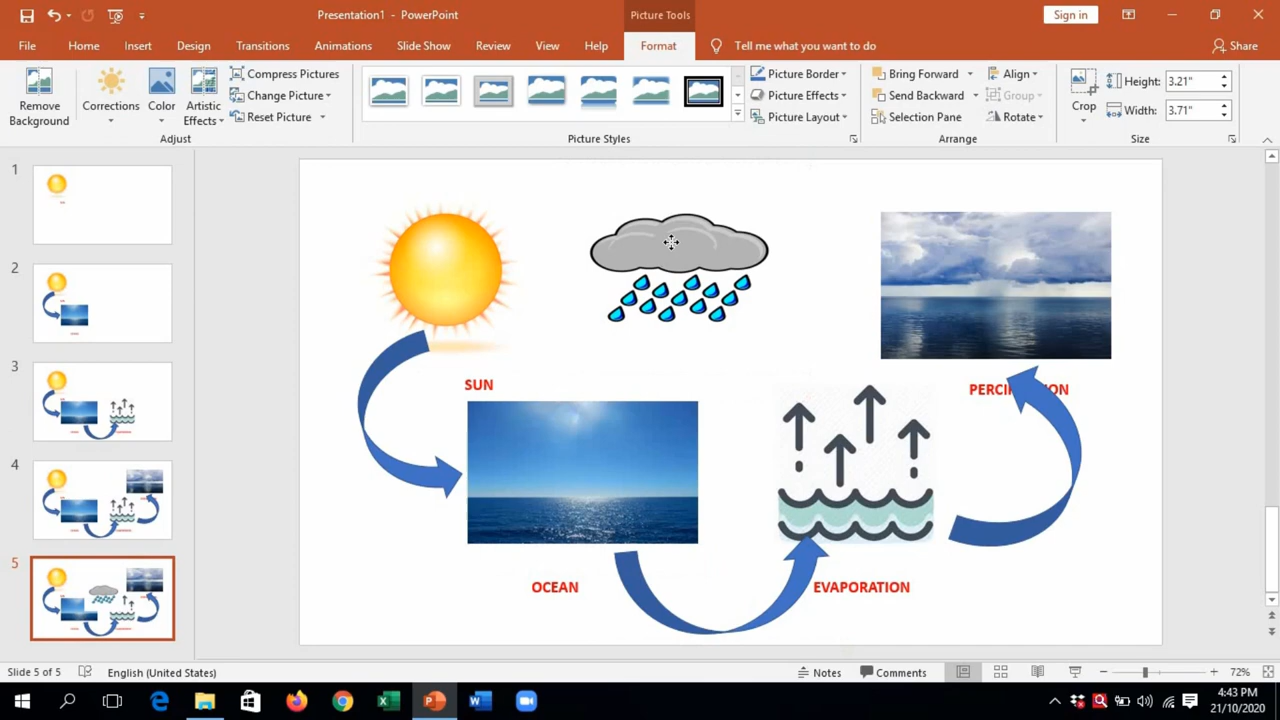 Presentation1 - PowerPoint
Picture Tools
Sign in
File
Home
Insert
Design
Transitions
Animations
Slide Show
Review
View
Help
Format
Tell me what you want to do
Share
Remove
Background
Corrections
Color
Artistic
Effects
Compress Pictures
Change Picture
Reset Picture
Picture Border
Picture Effects
Picture Layout
Bring Forward
Send Backward
Selection Pane
Align
Group
Rotate
Crop
Height: 3.21"
Width: 3.71"
Adjust
Picture Styles
Arrange
Size
1
2
3
4
5
SUN
OCEAN
EVAPORATION
Slide 5 of 5
English (United States)
Notes
Comments
72%
4:43 PM
21/10/2020